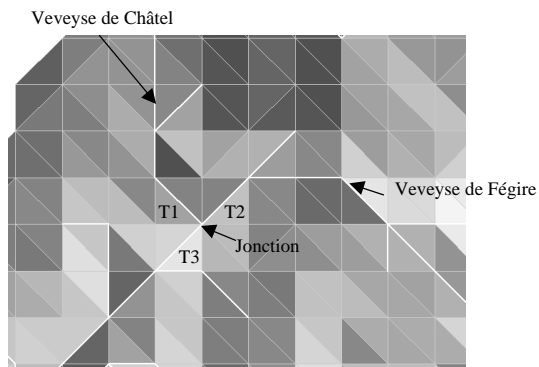 Veveyse de Châtel
Veveyse de Fégire
T1
T2
Jonction
T3